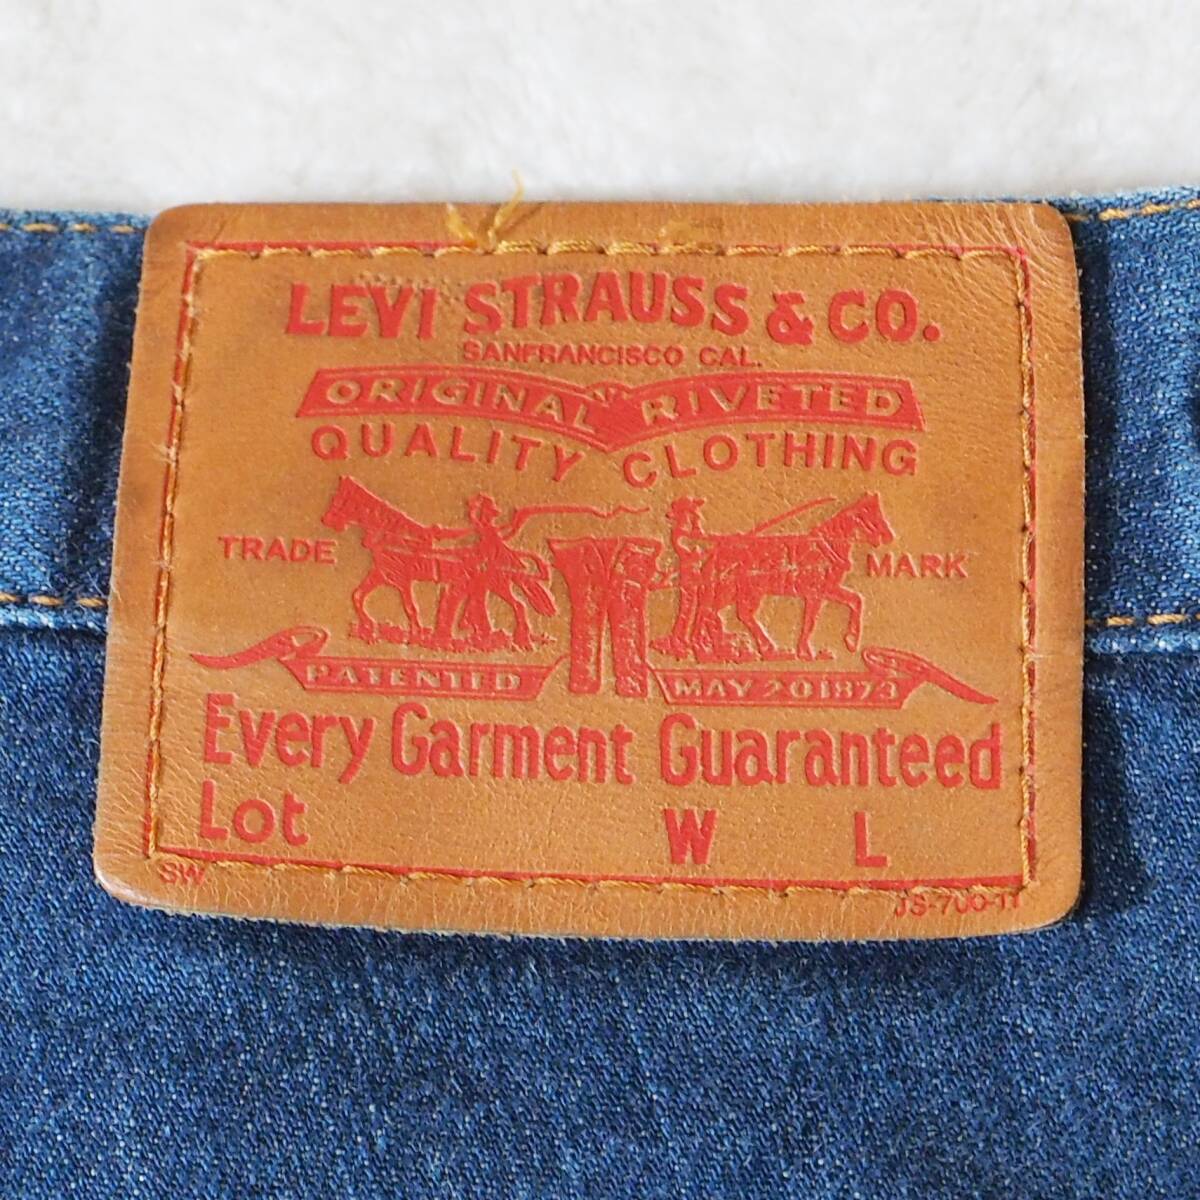 LEVI STRAUSS & CO.
SANFRANCISCO CAL.
ORIGINAL RIVETED
QUALITY CLOTHING
TRADE MARK
PATENTED MAY 20 1873
Every Garment Guaranteed
Lot W L
SW JS-700-11